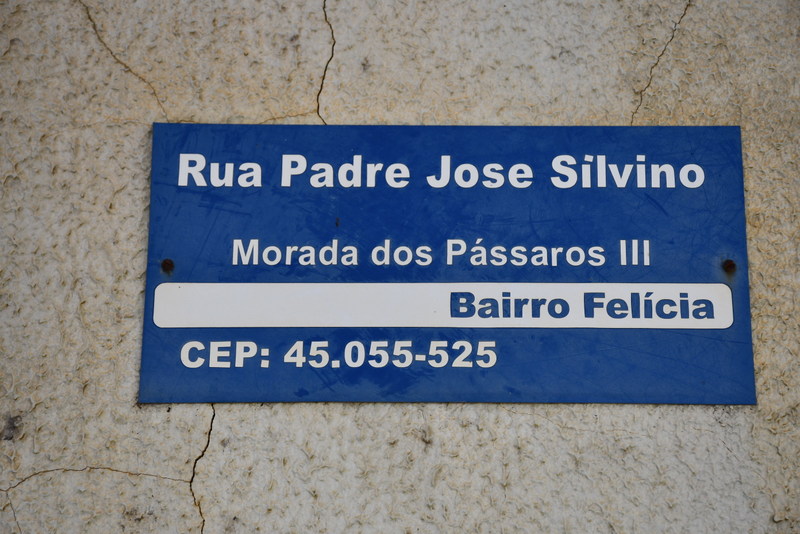 Rua Padre Jose Silvino
Morada dos Pássaros III
Bairro Felícia
CEP: 45.055-525